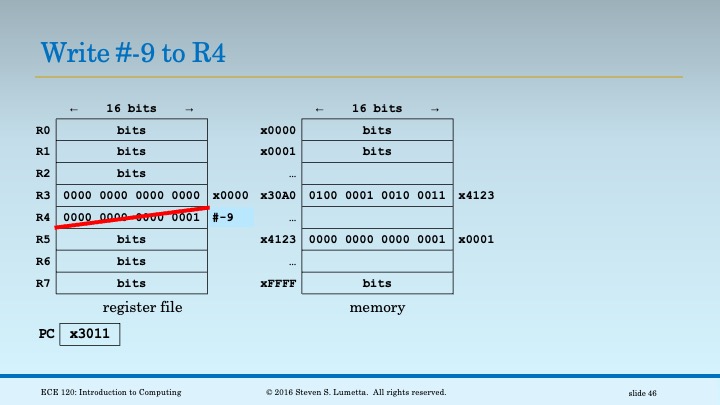 Write #-9 to R4
← 16 bits → ← 16 bits →
R0 bits x0000 bits
R1 bits x0001 bits
R2 bits …
R3 0000 0000 0000 0000 x0000 x30A0 0100 0001 0010 0011 x4123
R4 0000 0000 0000 0001 #-9 …
R5 bits x4123 0000 0000 0000 0001 x0001
R6 bits …
R7 bits xFFFF bits
register file memory
PC x3011
ECE 120: Introduction to Computing © 2016 Steven S. Lumetta. All rights reserved. slide 46